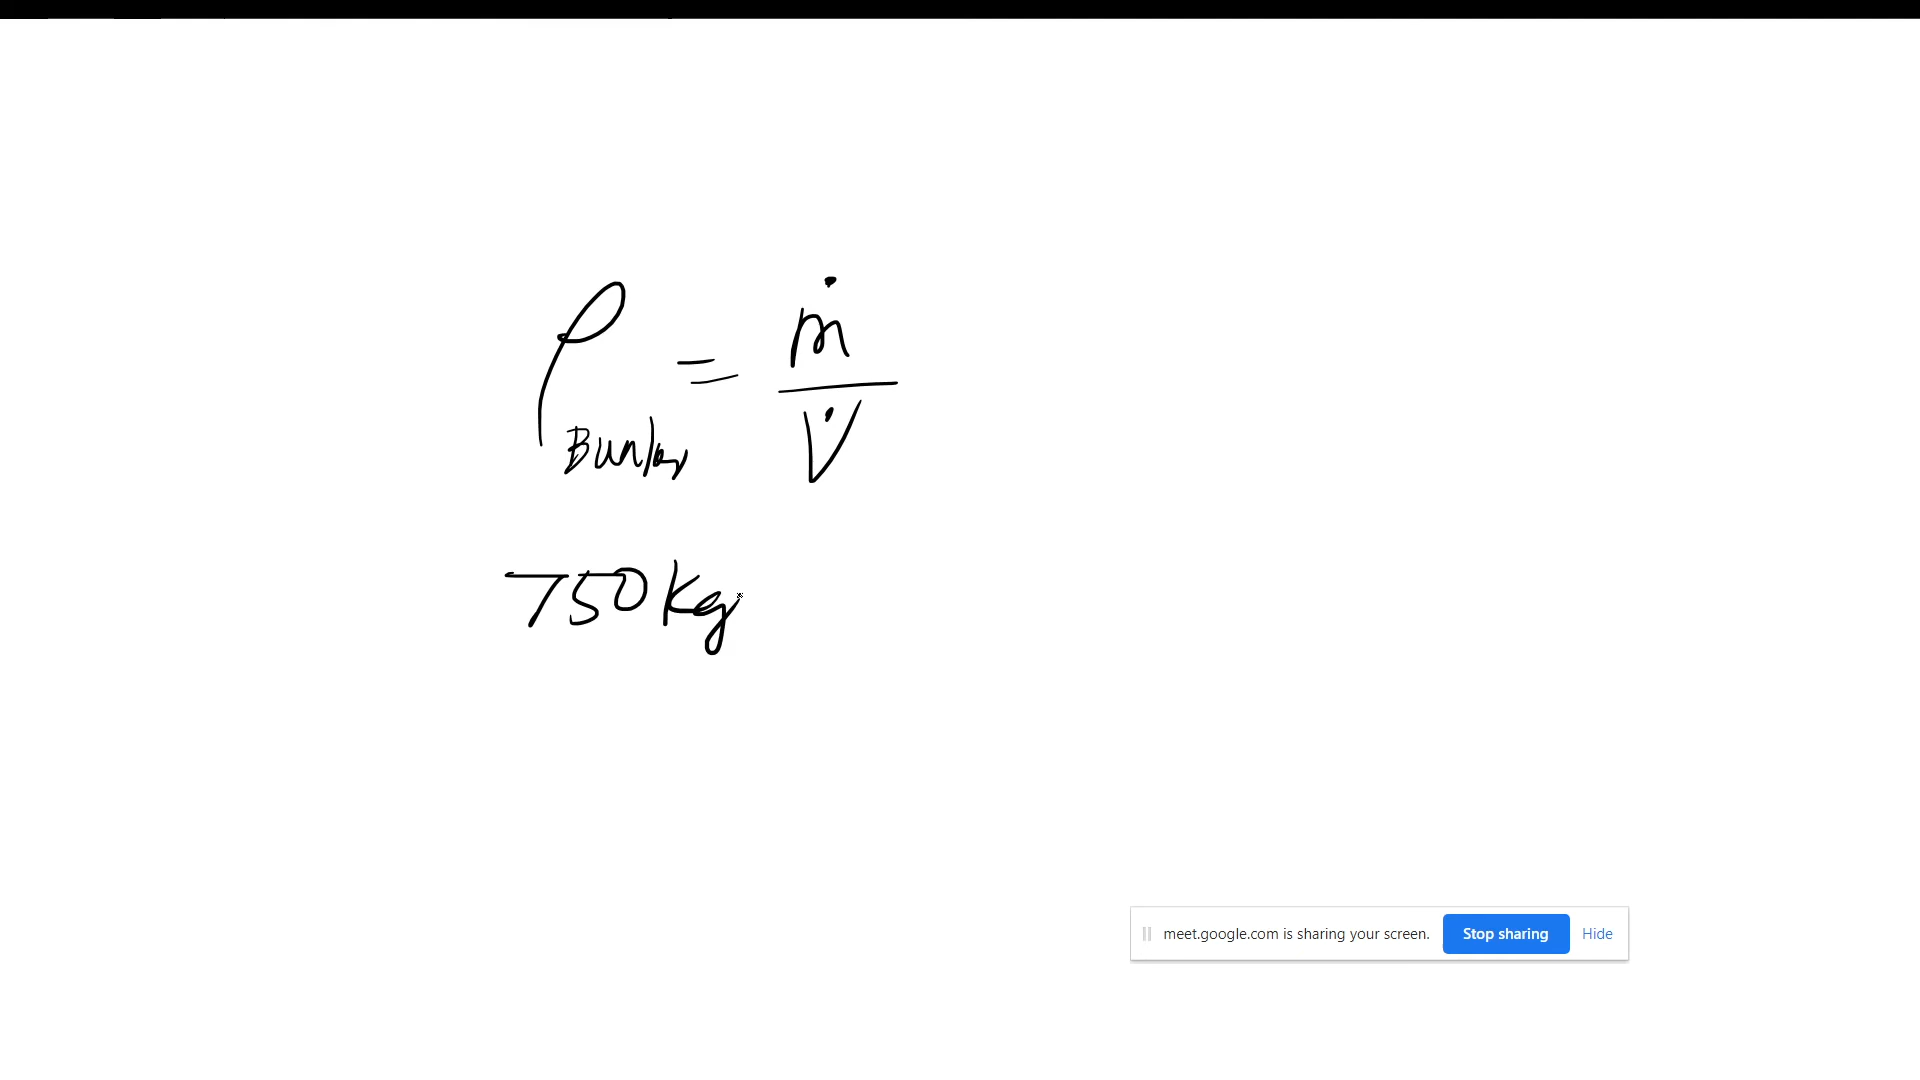 ρ Bunker = ṁ / V̇
750 kg
meet.google.com is sharing your screen. Stop sharing Hide